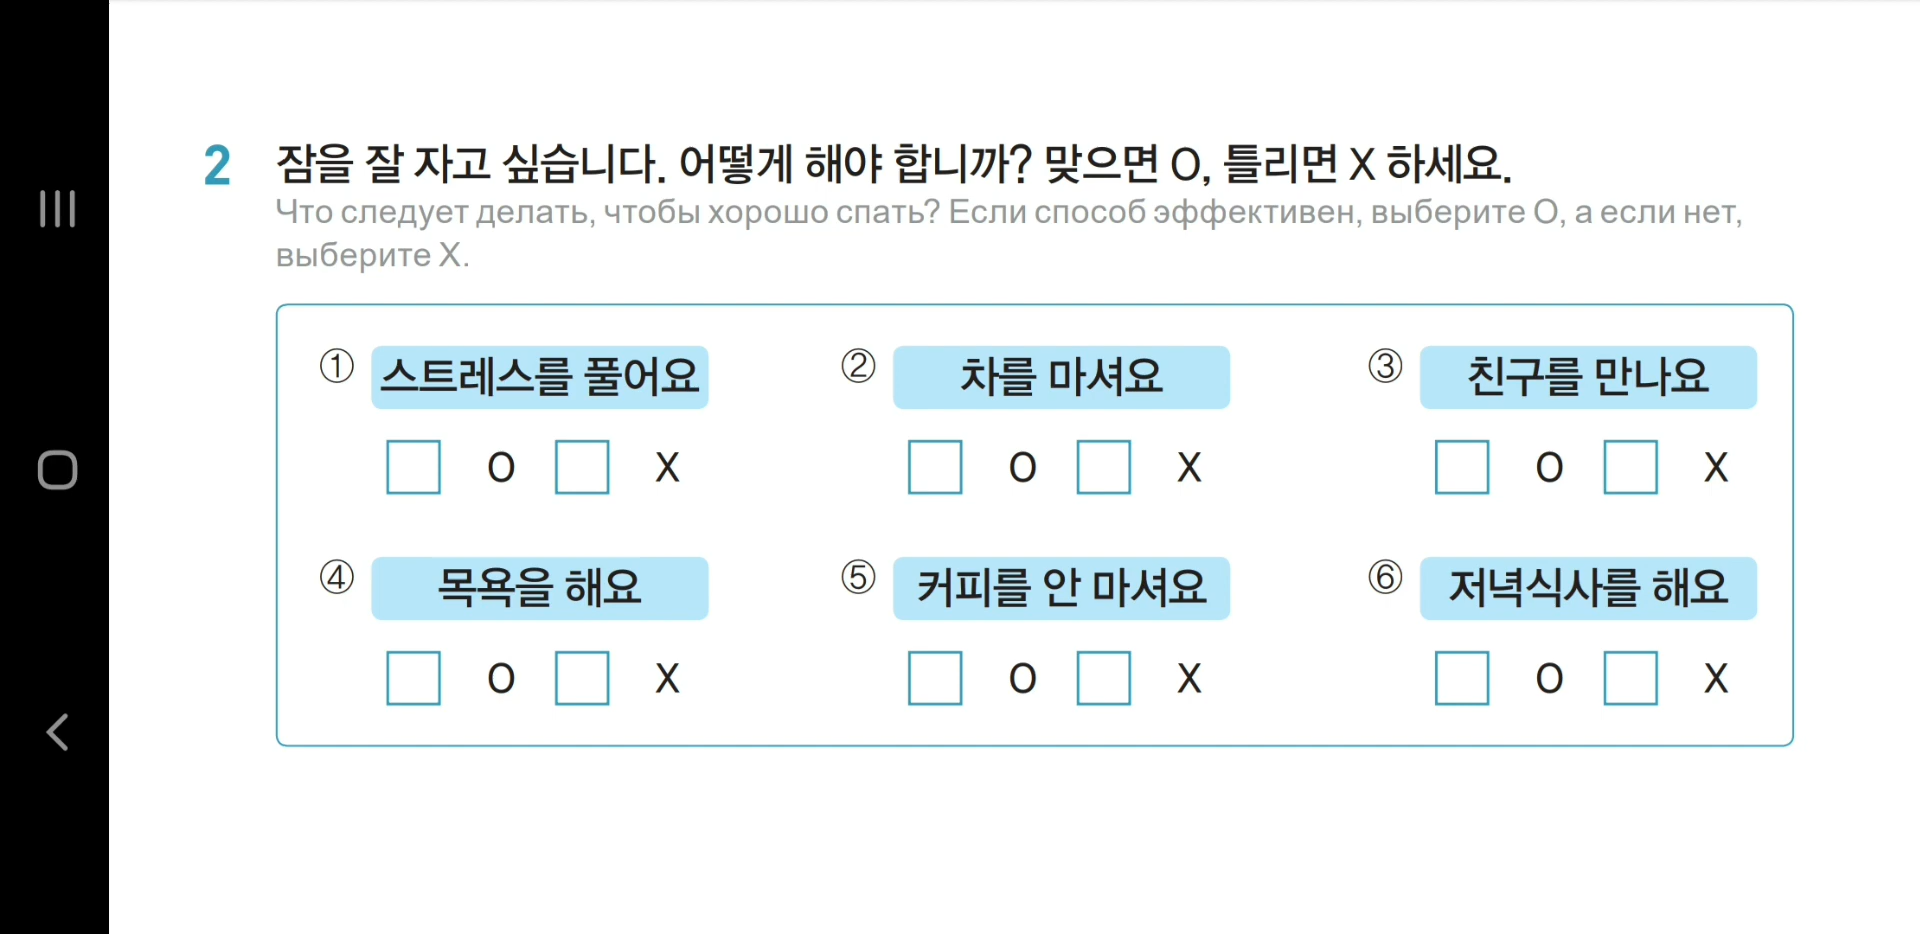 2 잠을 잘 자고 싶습니다. 어떻게 해야 합니까? 맞으면 O, 틀리면 X 하세요.
Что следует делать, чтобы хорошо спать? Если способ эффективен, выберите O, а если нет,
выберите X.
① 스트레스를 풀어요 ② 차를 마셔요 ③ 친구를 만나요
O X O X O X
④ 목욕을 해요 ⑤ 커피를 안 마셔요 ⑥ 저녁식사를 해요
O X O X O X